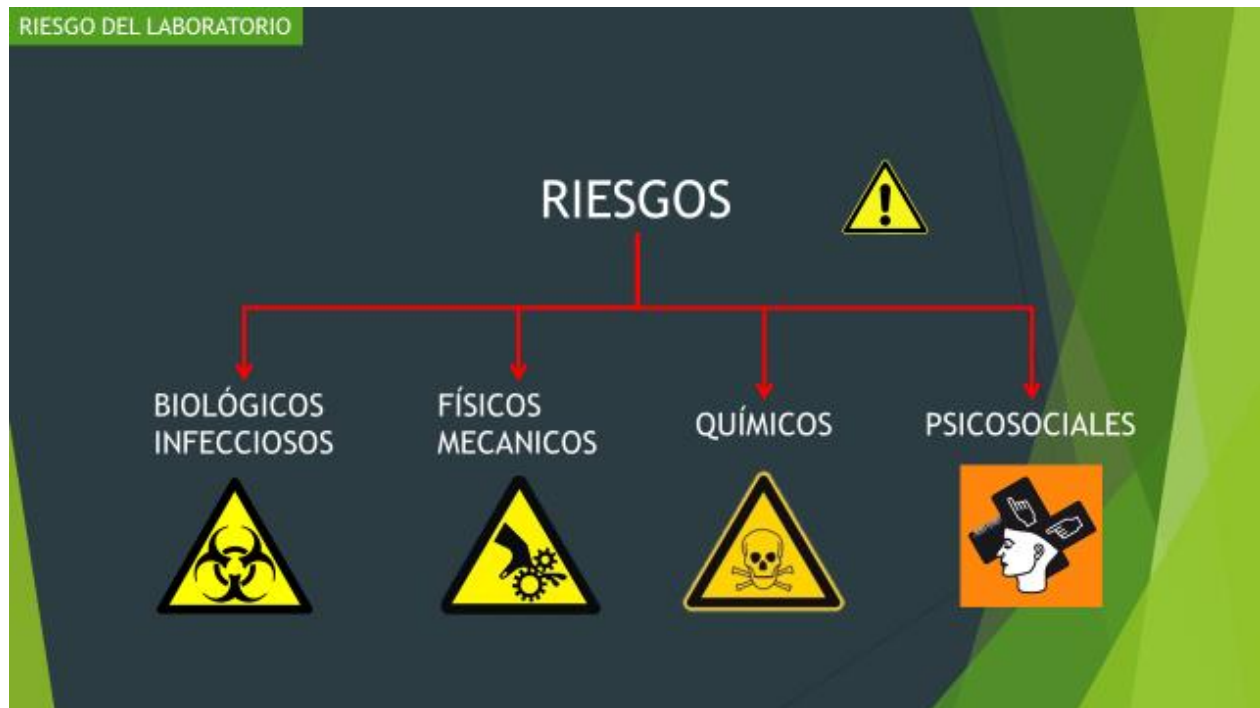 RIESGO DEL LABORATORIO
RIESGOS
BIOLÓGICOS
INFECCIOSOS
FÍSICOS
MECANICOS
QUÍMICOS
PSICOSOCIALES